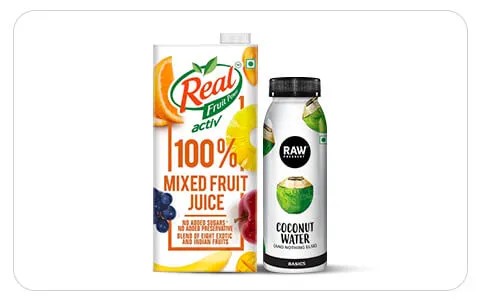 Real
Fruit Power
activ
100%
MIXED FRUIT
JUICE
NO ADDED SUGARS*
NO ADDED PRESERVATIVE
BLEND OF EIGHT EXOTIC
AND INDIAN FRUITS
RAW
PRESSERY
COCONUT
WATER
(AND NOTHING ELSE)
BASICS